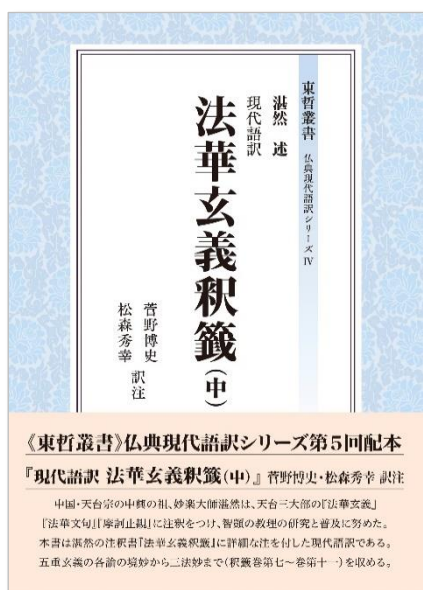 東哲叢書 仏典現代語訳シリーズⅣ
湛然 述
現代語訳
法華玄義釈籤(中)
菅野博史
松森秀幸 訳注
《東哲叢書》仏典現代語訳シリーズ第5回配本
『現代語訳 法華玄義釈籤(中)』 菅野博史・松森秀幸 訳注
中国・天台宗の中興の祖、妙楽大師湛然は、天台三大部の『法華玄義』
『法華文句』『摩訶止観』に注釈をつけ、智顗の教理の研究と普及に努めた。
本書は湛然の注釈書『法華玄義釈籤』に詳細な注を付した現代語訳である。
五重玄義の各論の境妙から三法妙まで(釈籤巻第七〜巻第十一)を収める。